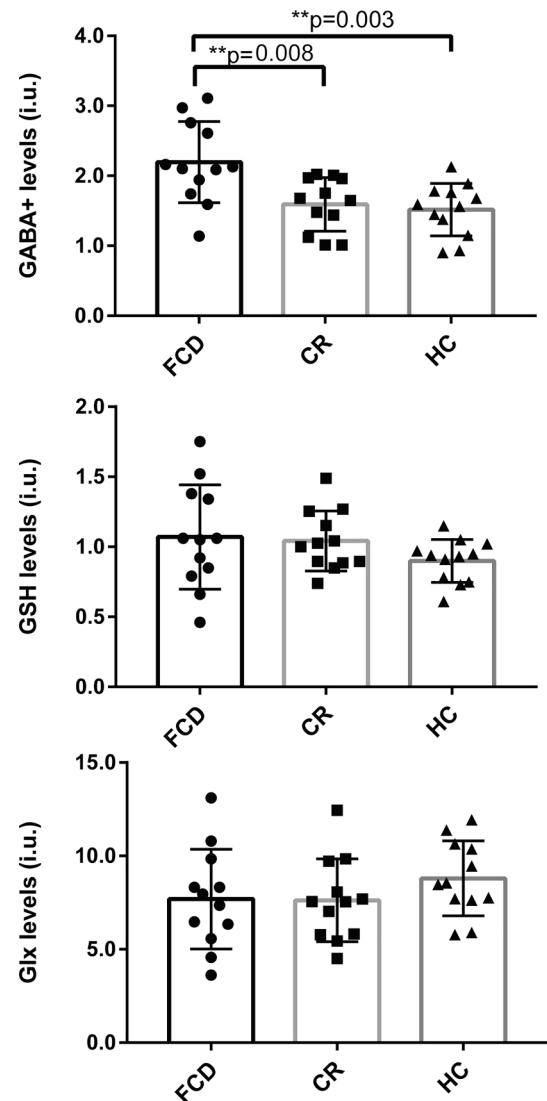 **p=0.003
**p=0.008
GABA+ levels (i.u.)
4.0
3.0
2.0
1.0
0.0
FCD
CR
HC
GSH levels (i.u.)
2.0
1.5
1.0
0.5
0.0
FCD
CR
HC
Glx levels (i.u.)
15.0
10.0
5.0
0.0
FCD
CR
HC